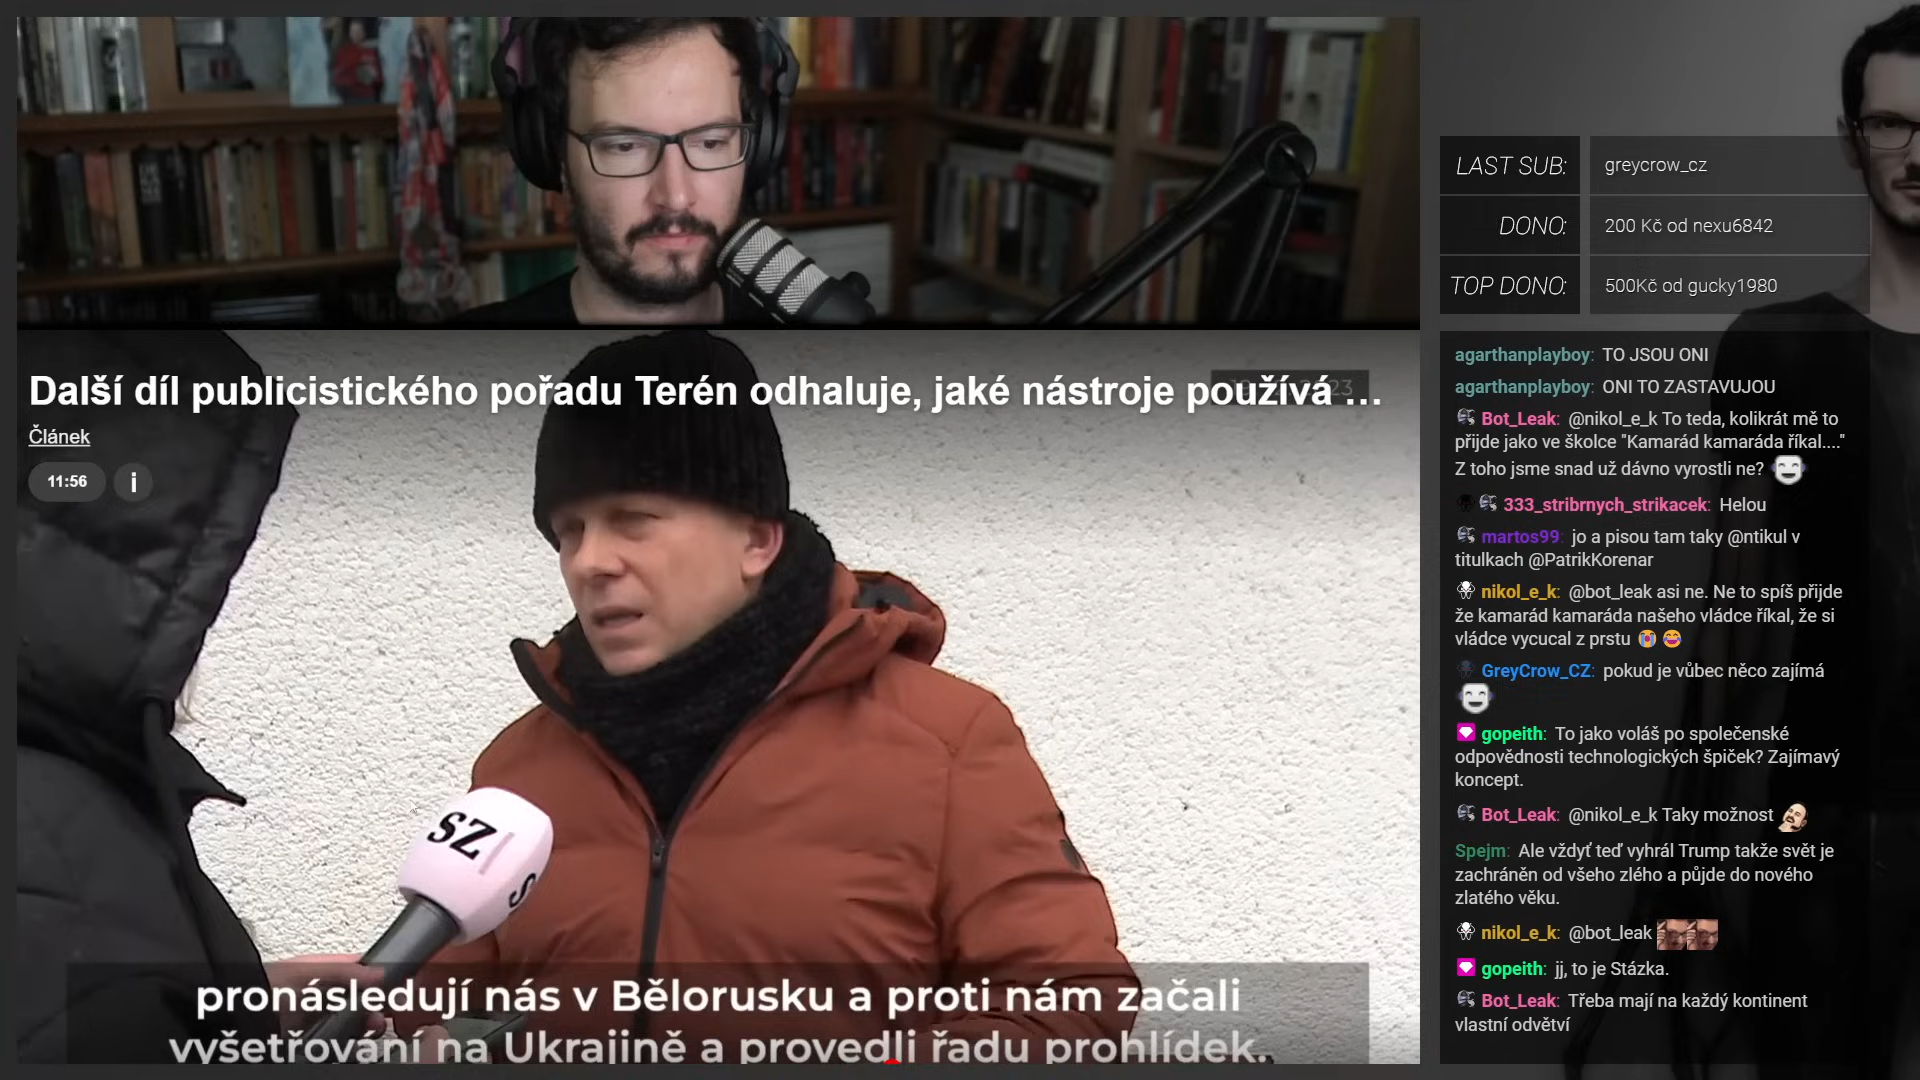 Další díl publicistického pořadu Terén odhaluje, jaké nástroje používá ...
Článek
11:56
i
SZ
pronásledují nás v Bělorusku a proti nám začali
vyšetřování na Ukrajině a provedli řadu prohlídek.
LAST SUB: greycrow_cz
DONO: 200 Kč od nexu6842
TOP DONO: 500Kč od gucky1980
agarthanplayboy: TO JSOU ONI
agarthanplayboy: ONI TO ZASTAVUJOU
Bot_Leak: @nikol_e_k To teda, kolikrát mě to
přijde jako ve školce "Kamarád kamaráda říkal...."
Z toho jsme snad už dávno vyrostli ne?
333_stribrnych_strikacek: Helou
martos99: jo a pisou tam taky @ntikul v
titulkach @PatrikKorenar
nikol_e_k: @bot_leak asi ne. Ne to spíš přijde
že kamarád kamaráda našeho vládce říkal, že si
vládce vycucal z prstu 😭 😂
GreyCrow_CZ: pokud je vůbec něco zajímá
gopeith: To jako voláš po společenské
odpovědnosti technologických špiček? Zajímavý
koncept.
Bot_Leak: @nikol_e_k Taky možnost
Spejm: Ale vždyť teď vyhrál Trump takže svět je
zachráněn od všeho zlého a půjde do nového
zlatého věku.
nikol_e_k: @bot_leak
gopeith: jj, to je Stázka.
Bot_Leak: Třeba mají na každý kontinent
vlastní odvětví